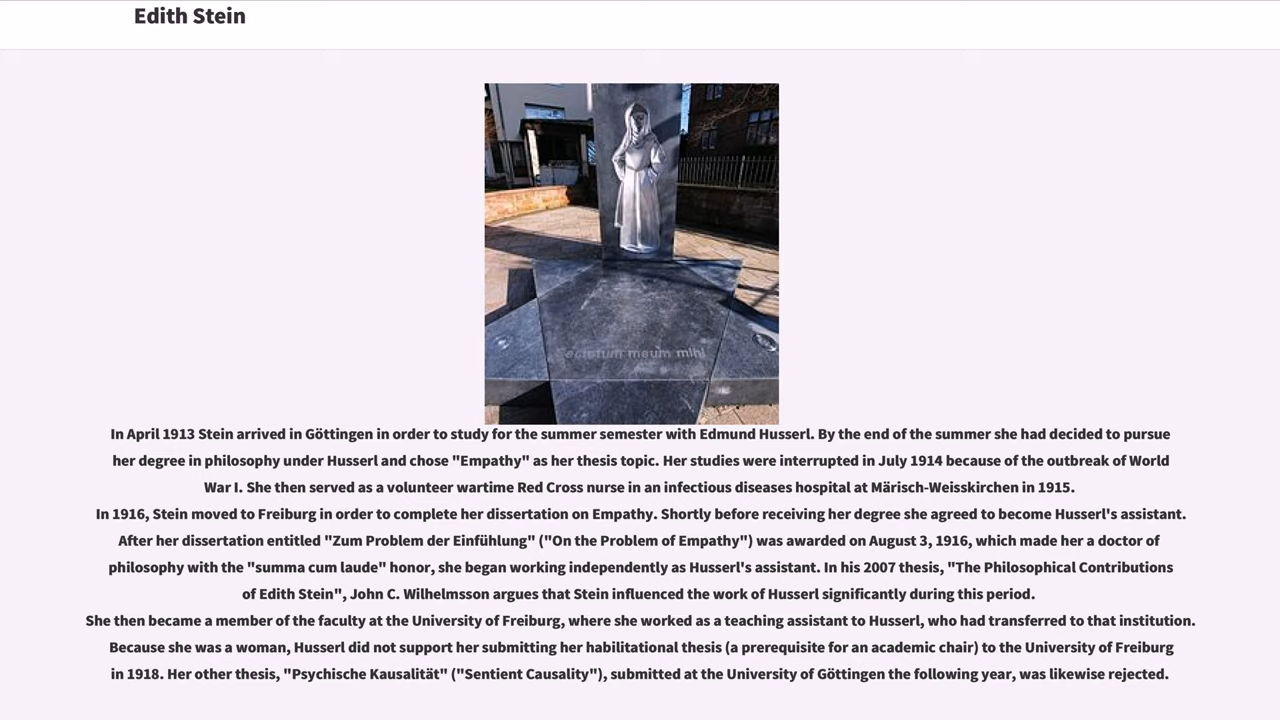 Edith Stein
Secretum meum mihi
In April 1913 Stein arrived in Göttingen in order to study for the summer semester with Edmund Husserl. By the end of the summer she had decided to pursue
her degree in philosophy under Husserl and chose "Empathy" as her thesis topic. Her studies were interrupted in July 1914 because of the outbreak of World
War I. She then served as a volunteer wartime Red Cross nurse in an infectious diseases hospital at Märisch-Weisskirchen in 1915.
In 1916, Stein moved to Freiburg in order to complete her dissertation on Empathy. Shortly before receiving her degree she agreed to become Husserl's assistant.
After her dissertation entitled "Zum Problem der Einfühlung" ("On the Problem of Empathy") was awarded on August 3, 1916, which made her a doctor of
philosophy with the "summa cum laude" honor, she began working independently as Husserl's assistant. In his 2007 thesis, "The Philosophical Contributions
of Edith Stein", John C. Wilhelmsson argues that Stein influenced the work of Husserl significantly during this period.
She then became a member of the faculty at the University of Freiburg, where she worked as a teaching assistant to Husserl, who had transferred to that institution.
Because she was a woman, Husserl did not support her submitting her habilitational thesis (a prerequisite for an academic chair) to the University of Freiburg
in 1918. Her other thesis, "Psychische Kausalität" ("Sentient Causality"), submitted at the University of Göttingen the following year, was likewise rejected.